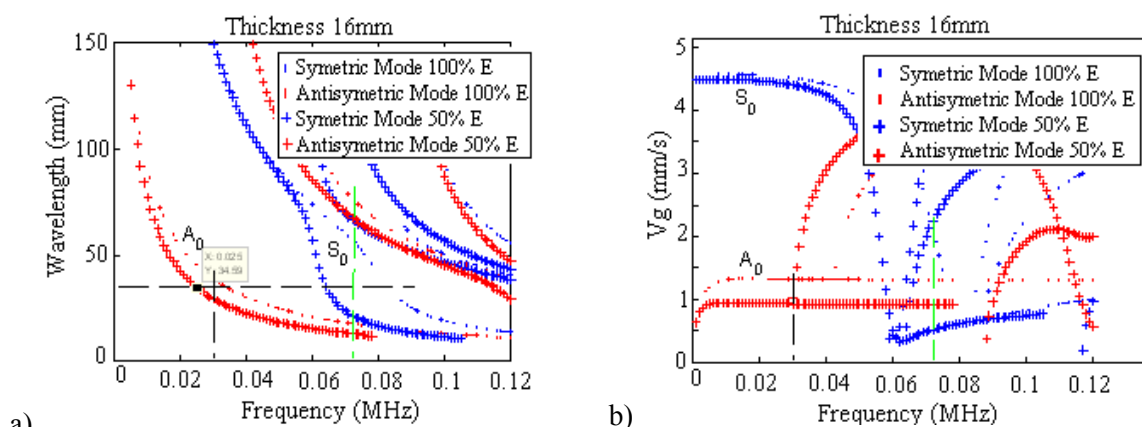 Thickness 16mm
150
100
50
0
Wavelength (mm)
Symetric Mode 100% E
Antisymetric Mode 100% E
Symetric Mode 50% E
Antisymetric Mode 50% E
A0
X: 0.025
Y: 34.59
S0
0 0.02 0.04 0.06 0.08 0.1 0.12
Frequency (MHz)
a)
Thickness 16mm
5
4
3
2
1
0
Vg (mm/s)
S0
Symetric Mode 100% E
Antisymetric Mode 100% E
Symetric Mode 50% E
Antisymetric Mode 50% E
A0
0 0.02 0.04 0.06 0.08 0.1 0.12
Frequency (MHz)
b)